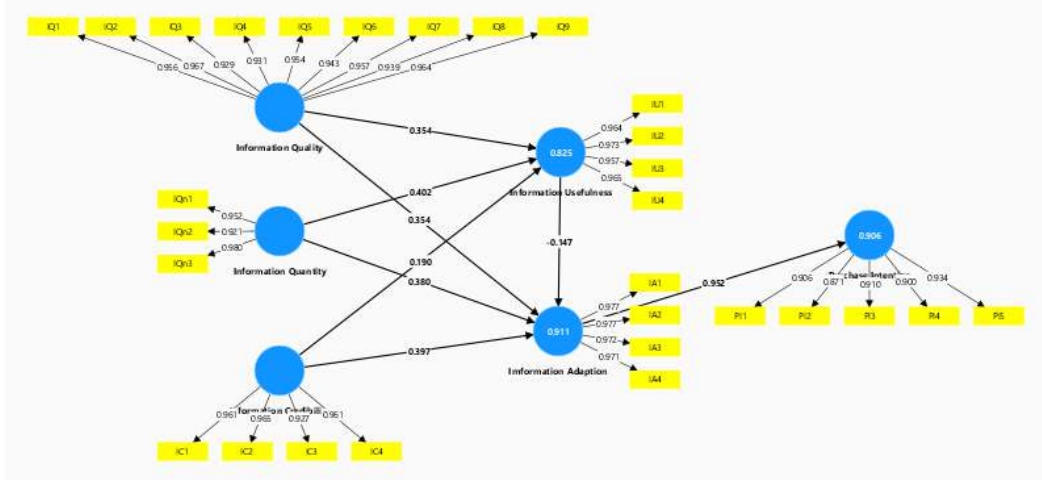 IQ1 IQ2 IQ3 IQ4 IQ5 IQ6 IQ7 IQ8 IQ9
0.956 0.967 0.929 0.931 0.954 0.943 0.957 0.939 0.964
Information Quality
0.354
IU1
0.964
IU2
0.973
0.825
0.957
IU3
0.965
Information Usefulness
IU4
0.402
IQn1
0.952
IQn2
0.921
0.980
IQn3
Information Quantity
0.354
-0.147
0.906
0.190
0.380
0.952
0.906 0.871 0.910 0.900 0.934
PI1 PI2 PI3 PI4 PI5
IA1
0.977
IA2
0.977
0.911
0.972
IA3
0.971
IA4
Imformation Adaption
0.397
0.961 0.965 0.927 0.951
IC1 IC2 IC3 IC4